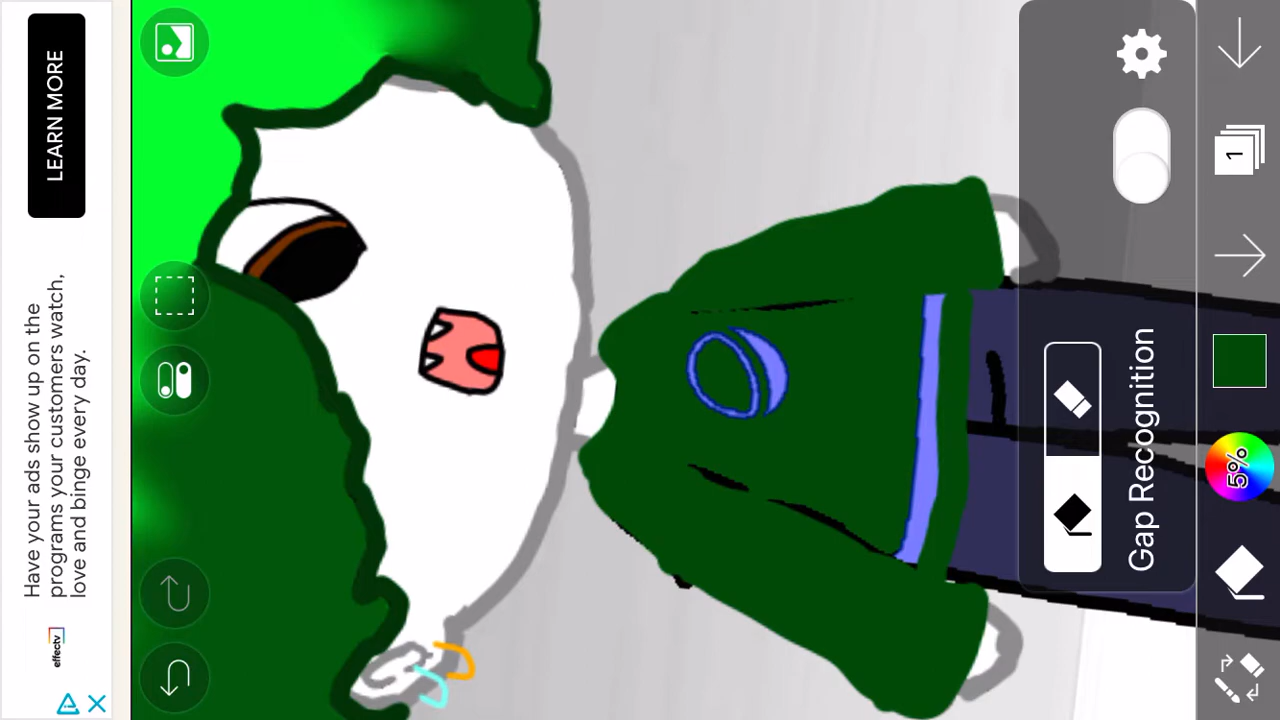 Have your ads show up on the
programs your customers watch,
love and binge every day.
LEARN MORE
effectv
1
5%
Gap Recognition